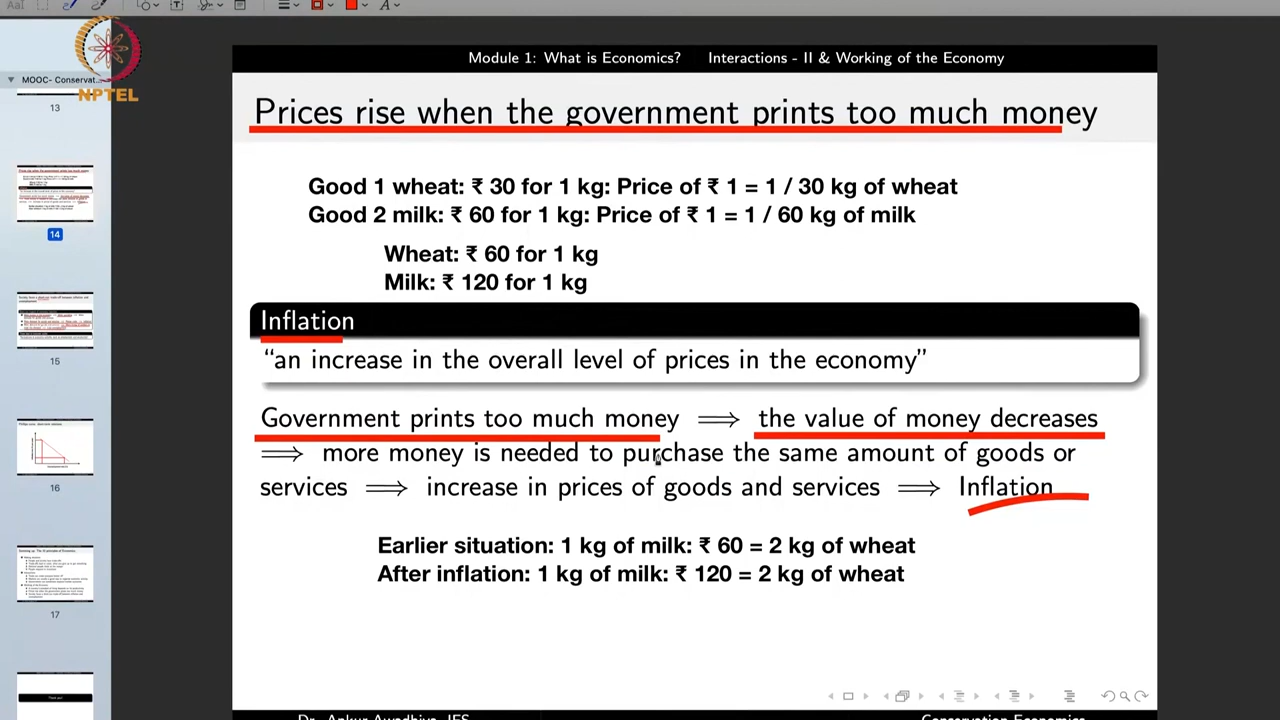 MOOC- Conservat...
NPTEL
13
14
15
16
17
Module 1: What is Economics? Interactions - II & Working of the Economy
Prices rise when the government prints too much money
Good 1 wheat: ₹ 30 for 1 kg: Price of ₹ 1 = 1 / 30 kg of wheat
Good 2 milk: ₹ 60 for 1 kg: Price of ₹ 1 = 1 / 60 kg of milk
Wheat: ₹ 60 for 1 kg
Milk: ₹ 120 for 1 kg
Inflation
“an increase in the overall level of prices in the economy”
Government prints too much money ⟹ the value of money decreases
⟹ more money is needed to purchase the same amount of goods or
services ⟹ increase in prices of goods and services ⟹ Inflation
Earlier situation: 1 kg of milk: ₹ 60 = 2 kg of wheat
After inflation: 1 kg of milk: ₹ 120 = 2 kg of wheat
Dr. Ankur Awadhiya, IFS Conservation Economics